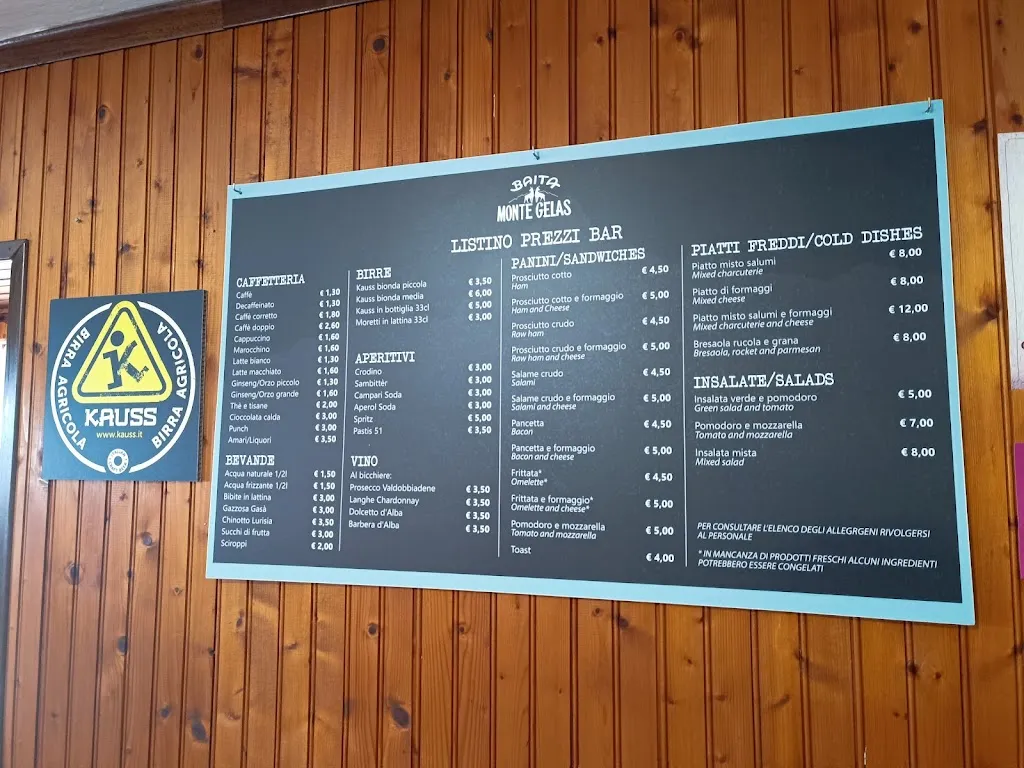 BAITA
MONTE GELAS
LISTINO PREZZI BAR
CAFFETTERIA
Caffè € 1,30
Decaffeinato € 1,30
Caffè corretto € 1,80
Caffè doppio € 2,60
Cappuccino € 1,60
Marocchino € 1,60
Latte bianco € 1,30
Latte macchiato € 1,60
Ginseng/Orzo piccolo € 1,30
Ginseng/Orzo grande € 1,60
Thè e tisane € 2,00
Cioccolata calda € 3,00
Punch € 3,00
Amari/Liquori € 3,50
BEVANDE
Acqua naturale 1/2l € 1,50
Acqua frizzante 1/2l € 1,50
Bibite in lattina € 3,00
Gazzosa Gasà € 3,00
Chinotto Lurisia € 3,50
Succhi di frutta € 3,00
Sciroppi € 2,00
BIRRE
Kauss bionda piccola € 3,50
Kauss bionda media € 6,00
Kauss in bottiglia 33cl € 5,00
Moretti in lattina 33cl € 3,00
APERITIVI
Crodino € 3,00
Sambittèr € 3,00
Campari Soda € 3,00
Aperol Soda € 3,00
Spritz € 5,00
Pastis 51 € 3,50
VINO
Al bicchiere:
Prosecco Valdobbiadene € 3,50
Langhe Chardonnay € 3,50
Dolcetto d'Alba € 3,50
Barbera d'Alba € 3,50
PANINI/SANDWICHES
Prosciutto cotto € 4,50
Ham
Prosciutto cotto e formaggio € 5,00
Ham and Cheese
Prosciutto crudo € 4,50
Raw ham
Prosciutto crudo e formaggio € 5,00
Raw ham and cheese
Salame crudo € 4,50
Salami
Salame crudo e formaggio € 5,00
Salami and cheese
Pancetta € 4,50
Bacon
Pancetta e formaggio € 5,00
Bacon and cheese
Frittata* € 4,50
Omelette*
Frittata e formaggio* € 5,00
Omelette and cheese*
Pomodoro e mozzarella € 5,00
Tomato and mozzarella
Toast € 4,00
PIATTI FREDDI/COLD DISHES
Piatto misto salumi € 8,00
Mixed charcuterie
Piatto di formaggi € 8,00
Mixed cheese
Piatto misto salumi e formaggi € 12,00
Mixed charcuterie and cheese
Bresaola rucola e grana € 8,00
Bresaola, rocket and parmesan
INSALATE/SALADS
Insalata verde e pomodoro € 5,00
Green salad and tomato
Pomodoro e mozzarella € 7,00
Tomato and mozzarella
Insalata mista € 8,00
Mixed salad
PER CONSULTARE L'ELENCO DEGLI ALLEGRGENI RIVOLGERSI
AL PERSONALE
* IN MANCANZA DI PRODOTTI FRESCHI ALCUNI INGREDIENTI
POTREBBERO ESSERE CONGELATI
BIRRA AGRICOLA
BIRRA AGRICOLA
KAUSS
www.kauss.it